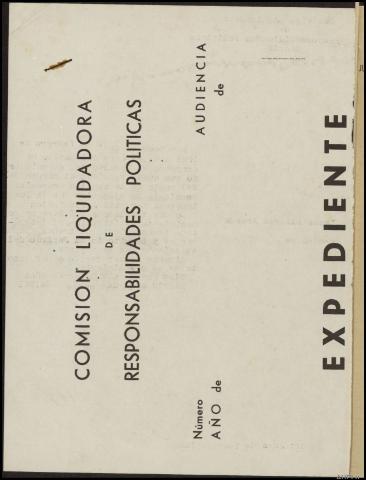 COMISION LIQUIDADORA
DE
RESPONSABILIDADES POLITICAS
Número
AÑO de
AUDIENCIA
de
EXPEDIENTE